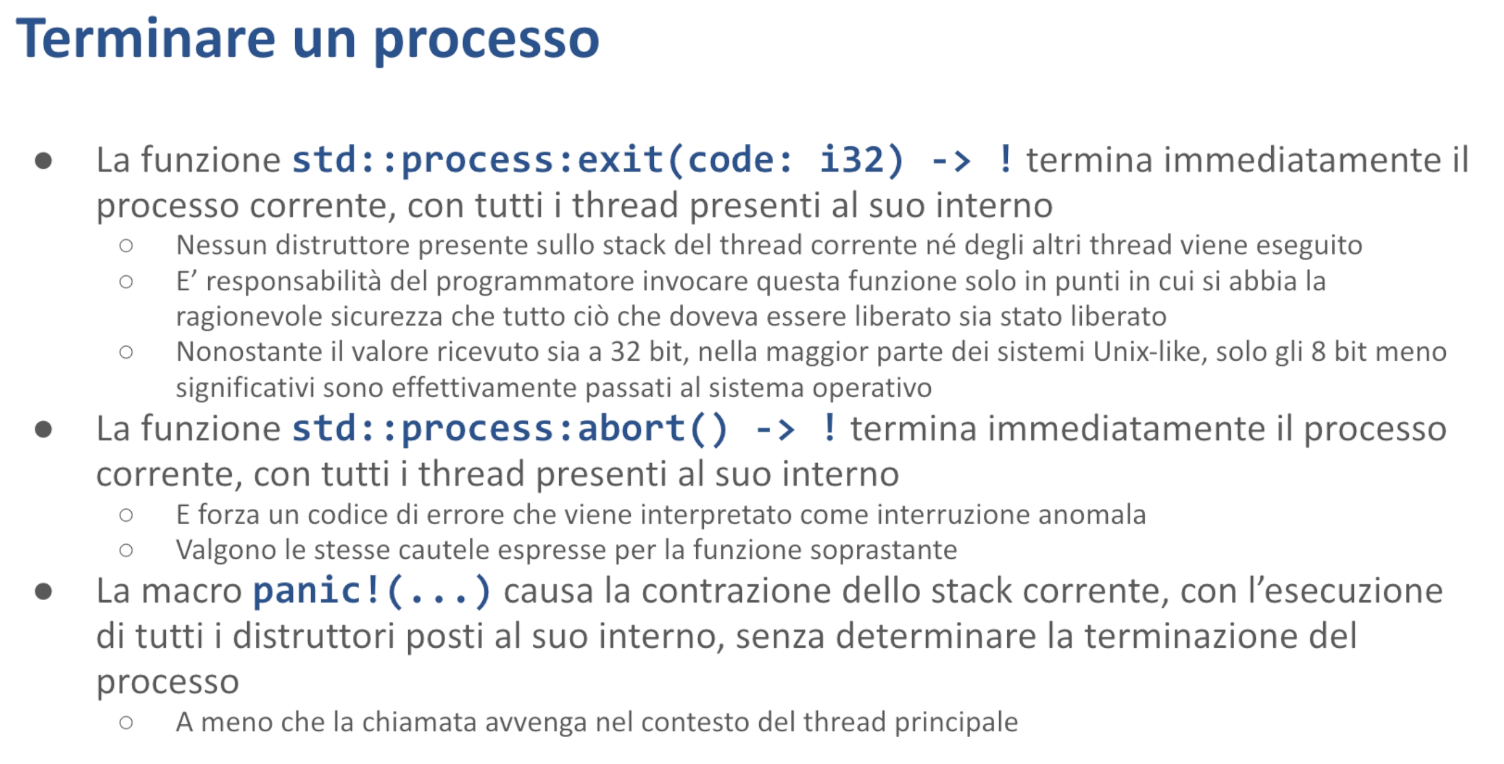 Terminare un processo
● La funzione std::process:exit(code: i32) -> ! termina immediatamente il
processo corrente, con tutti i thread presenti al suo interno
○ Nessun distruttore presente sullo stack del thread corrente né degli altri thread viene eseguito
○ E’ responsabilità del programmatore invocare questa funzione solo in punti in cui si abbia la
ragionevole sicurezza che tutto ciò che doveva essere liberato sia stato liberato
○ Nonostante il valore ricevuto sia a 32 bit, nella maggior parte dei sistemi Unix-like, solo gli 8 bit meno
significativi sono effettivamente passati al sistema operativo
● La funzione std::process:abort() -> ! termina immediatamente il processo
corrente, con tutti i thread presenti al suo interno
○ E forza un codice di errore che viene interpretato come interruzione anomala
○ Valgono le stesse cautele espresse per la funzione soprastante
● La macro panic!(...) causa la contrazione dello stack corrente, con l’esecuzione
di tutti i distruttori posti al suo interno, senza determinare la terminazione del
processo
○ A meno che la chiamata avvenga nel contesto del thread principale